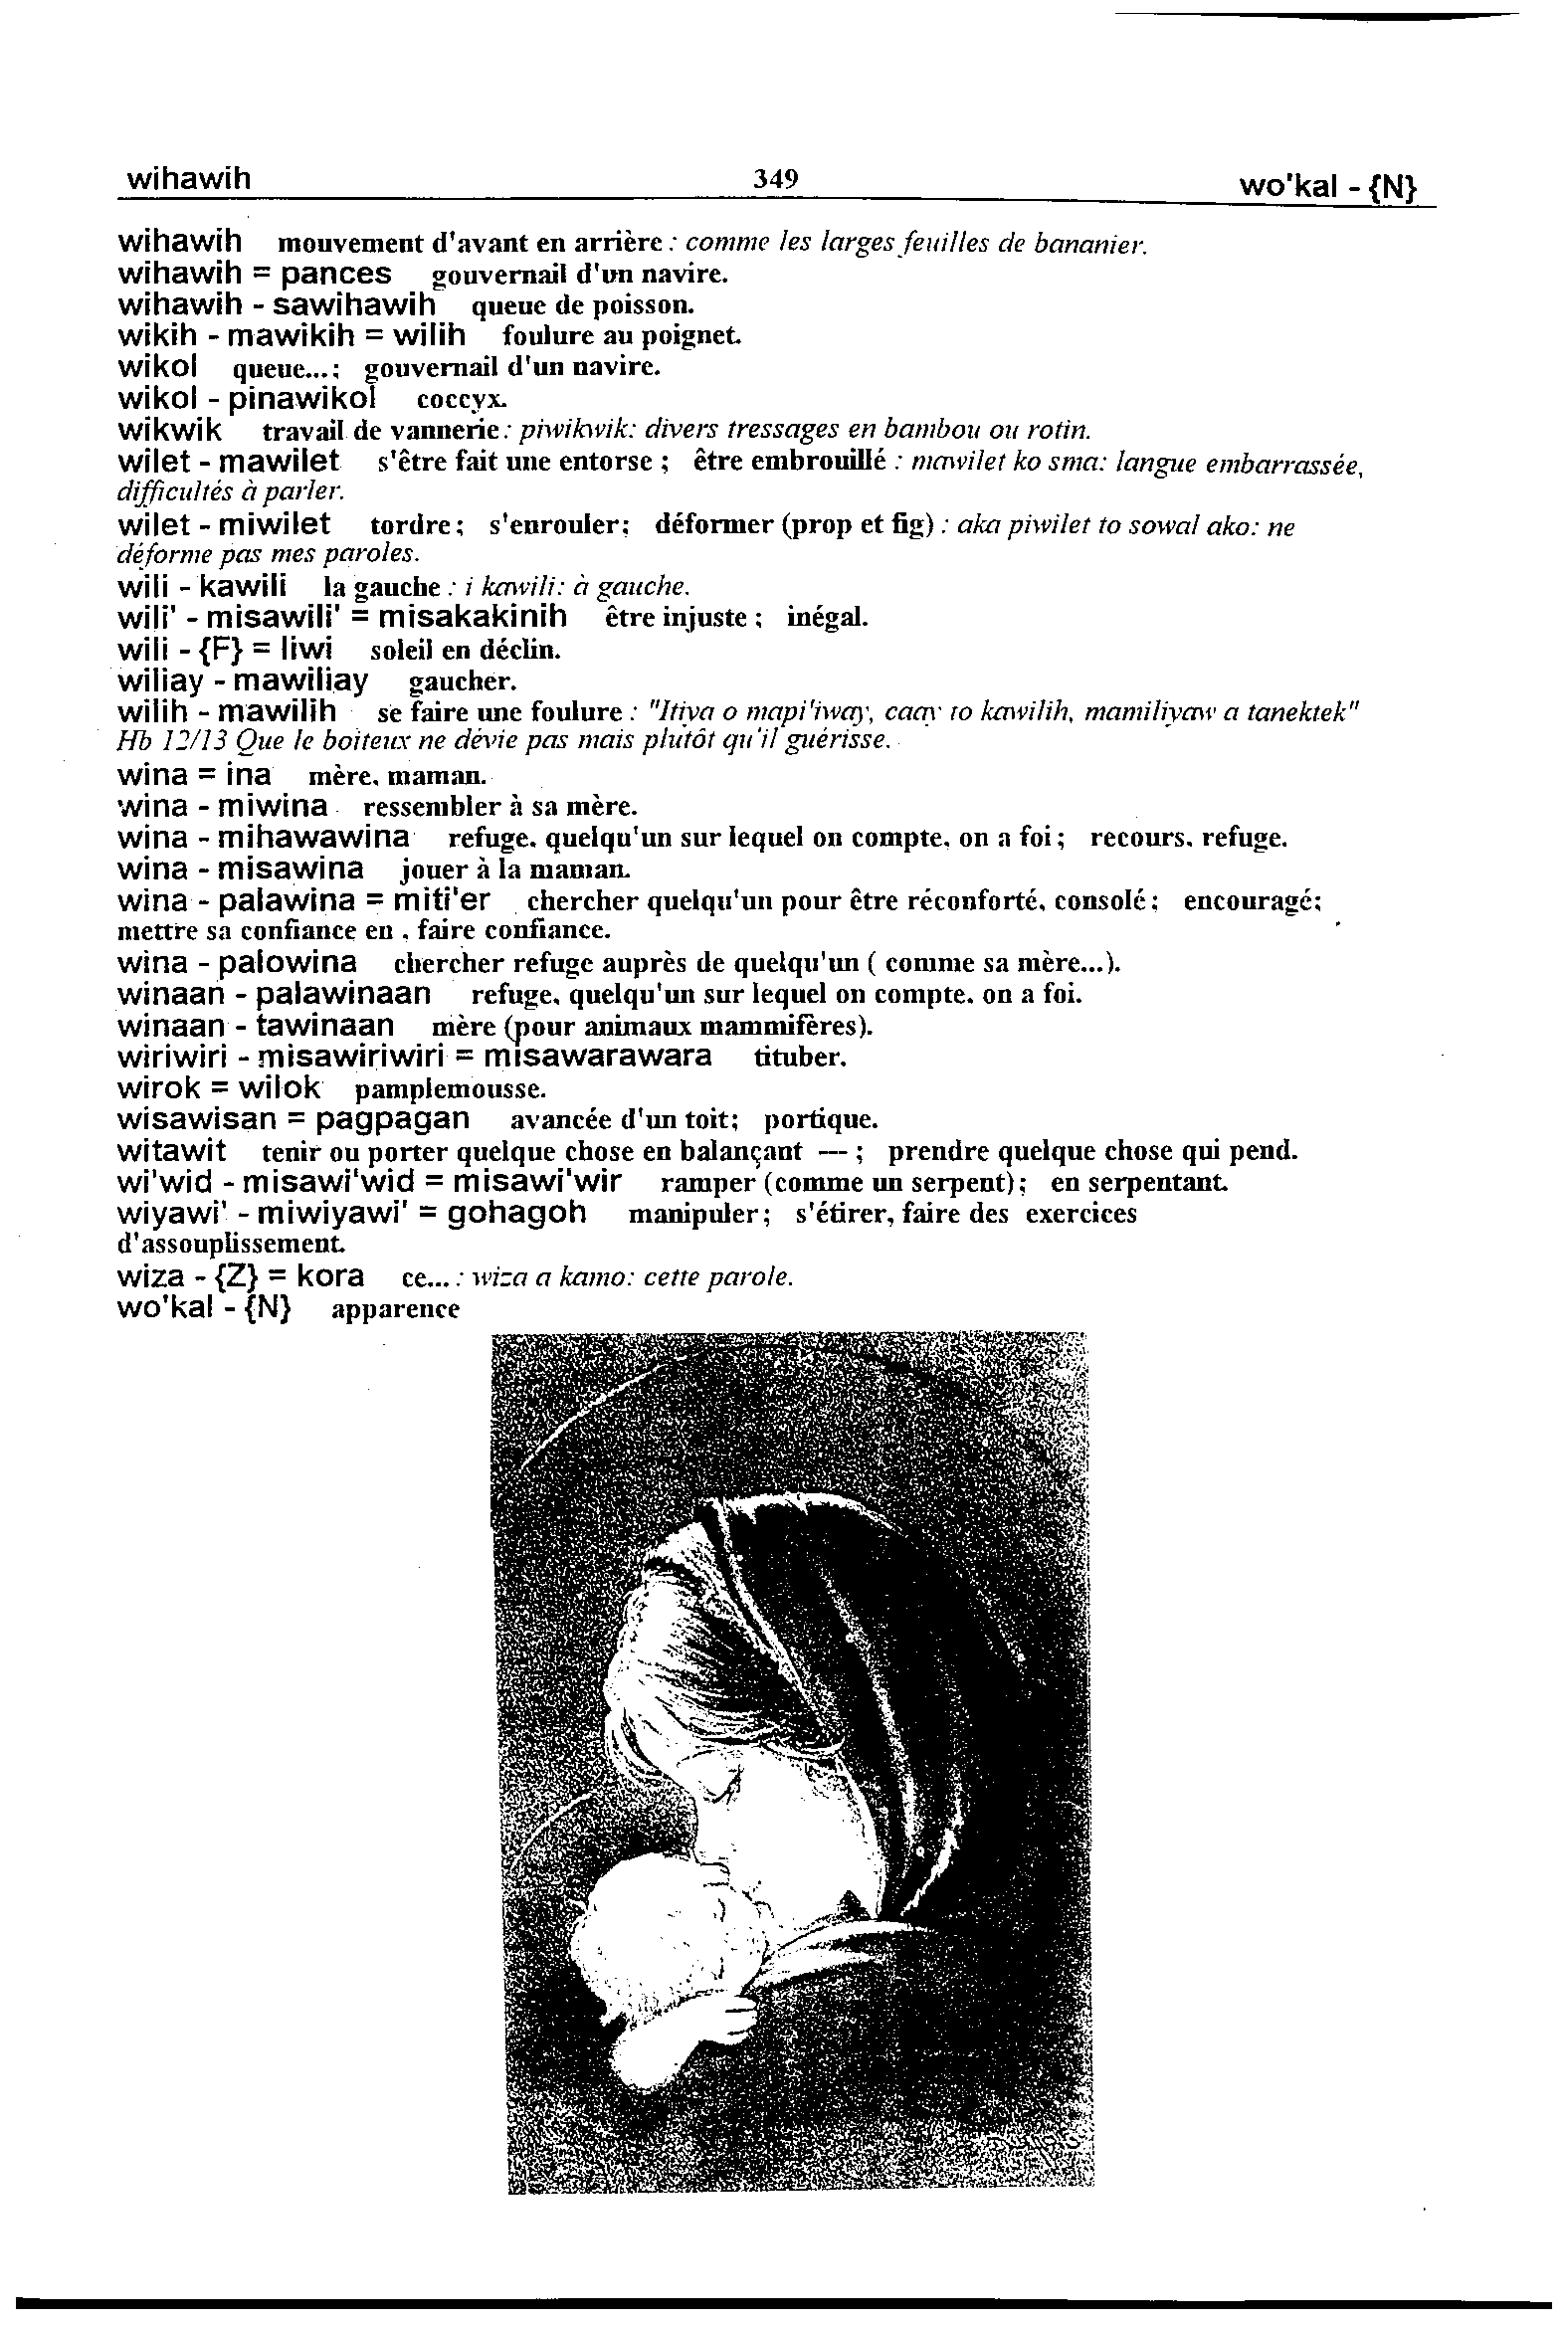 wihawih 349 wo'kal - {N}
wihawih mouvement d'avant en arrière : comme les larges feuilles de bananier.
wihawih = pances gouvernail d'un navire.
wihawih - sawihawih queue de poisson.
wikih - mawikih = wilih foulure au poignet.
wikol queue...; gouvernail d'un navire.
wikol - pinawikol coccyx.
wikwik travail de vannerie : piwikwik: divers tressages en bambou ou rotin.
wilet - mawilet s'être fait une entorse ; être embrouillé : mawilet ko sma: langue embarrassée,
difficultés à parler.
wilet - miwilet tordre ; s'enrouler; déformer (prop et fig) : aka piwilet to sowal ako: ne
déforme pas mes paroles.
wili - kawili la gauche : i kawili: à gauche.
wili' - misawili' = misakakinih être injuste ; inégal.
wili - {F} = liwi soleil en déclin.
wiliay - mawiliay gaucher.
wilih - mawilih se faire une foulure : "Itiya o mapi'iway, caay to kawilih, mamiliyaw a tanektek"
Hb 12/13 Que le boiteux ne dévie pas mais plutôt qu'il guérisse.
wina = ina mère, maman.
wina - miwina ressembler à sa mère.
wina - mihawawina refuge, quelqu'un sur lequel on compte, on a foi ; recours, refuge.
wina - misawina jouer à la maman.
wina - palawina = miti'er chercher quelqu'un pour être réconforté, consolé ; encouragé;
mettre sa confiance en , faire confiance.
wina - palowina chercher refuge auprès de quelqu'un ( comme sa mère...).
winaan - palawinaan refuge, quelqu'un sur lequel on compte, on a foi.
winaan - tawinaan mère (pour animaux mammifères).
wiriwiri - misawiriwiri = misawarawara tituber.
wirok = wilok pamplemousse.
wisawisan = pagpagan avancée d'un toit; portique.
witawit tenir ou porter quelque chose en balançant --- ; prendre quelque chose qui pend.
wi'wid - misawi'wid = misawi'wir ramper (comme un serpent) ; en serpentant.
wiyawi' - miwiyawi' = gohagoh manipuler ; s'étirer, faire des exercices
d'assouplissement.
wiza - {Z} = kora ce... : wiza a kamo: cette parole.
wo'kal - {N} apparence